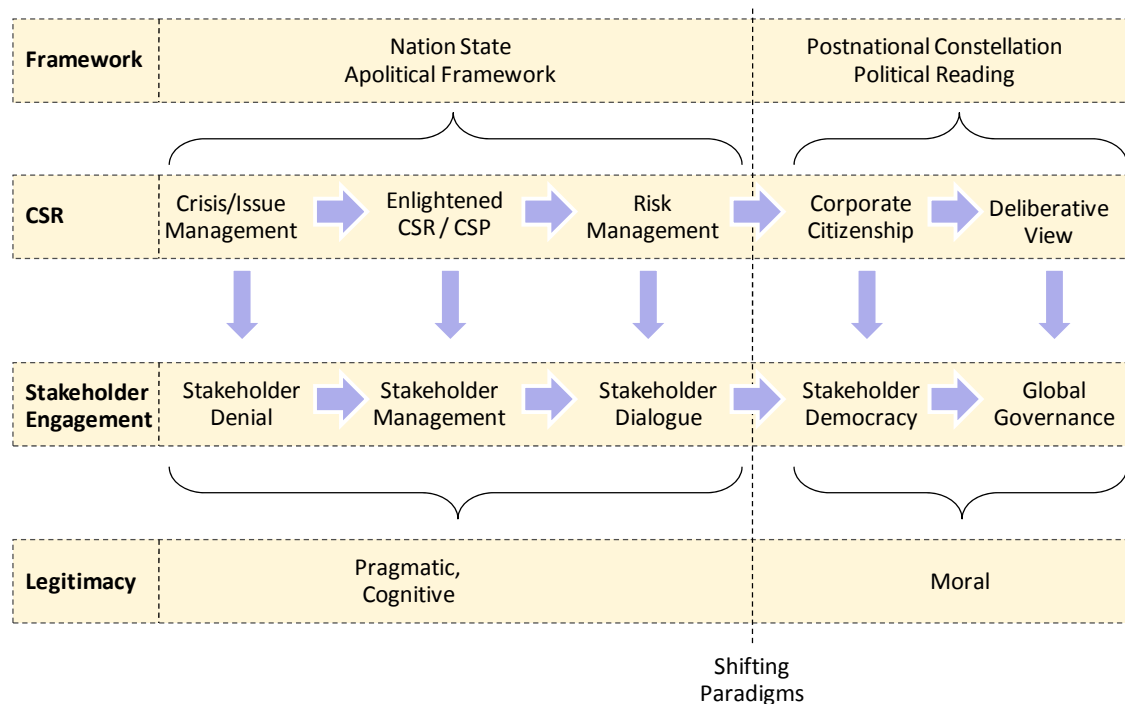 Framework
Nation State
Apolitical Framework
Postnational Constellation
Political Reading
CSR
Crisis/Issue
Management
Enlightened
CSR / CSP
Risk
Management
Corporate
Citizenship
Deliberative
View
Stakeholder
Engagement
Stakeholder
Denial
Stakeholder
Management
Stakeholder
Dialogue
Stakeholder
Democracy
Global
Governance
Legitimacy
Pragmatic,
Cognitive
Moral
Shifting
Paradigms